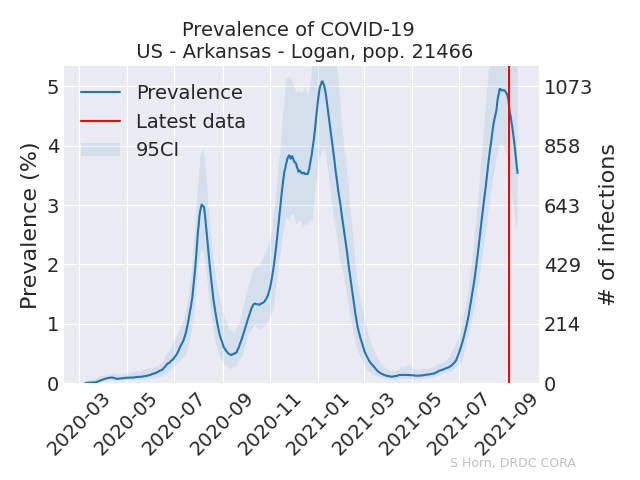 Prevalence of COVID-19
US - Arkansas - Logan, pop. 21466
Prevalence
Latest data
95CI
Prevalence (%)
5
4
3
2
1
0
1073
858
643
429
214
0
# of infections
2020-03
2020-05
2020-07
2020-09
2020-11
2021-01
2021-03
2021-05
2021-07
2021-09
S Horn, DRDC CORA